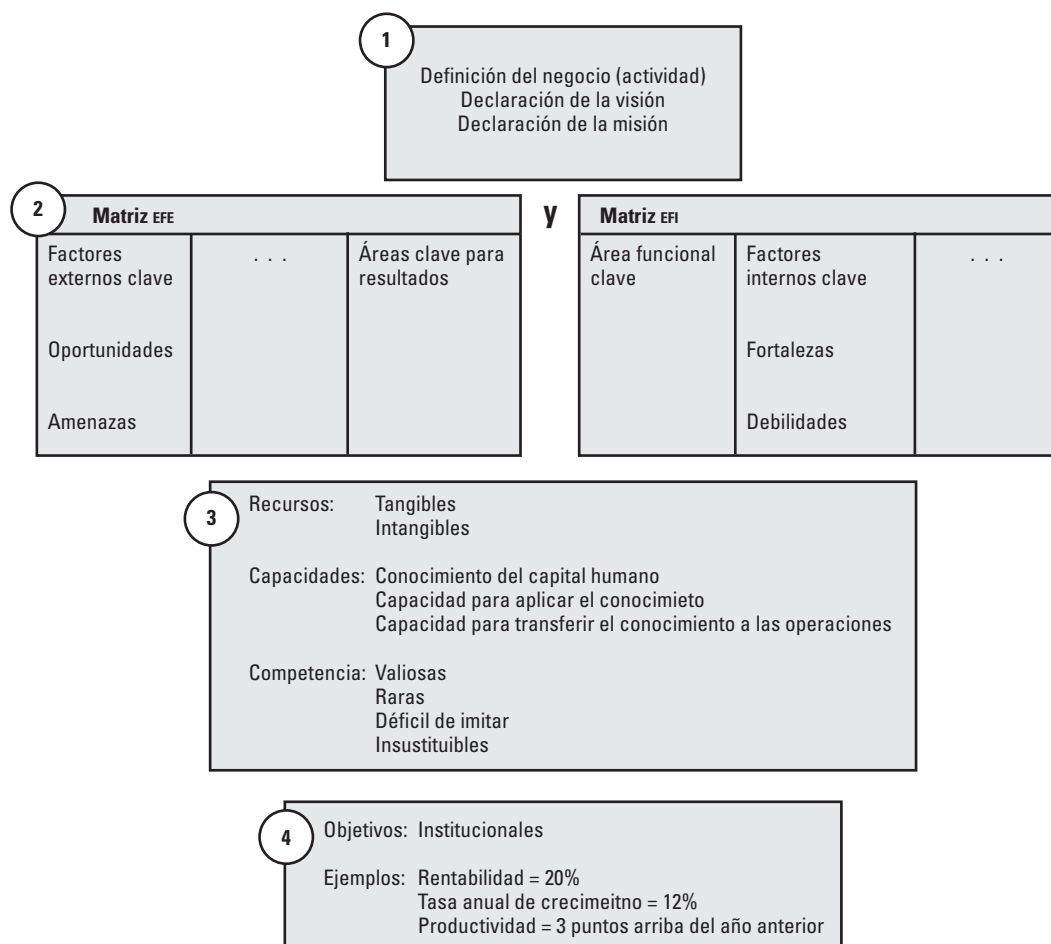 1
Definición del negocio (actividad)
Declaración de la visión
Declaración de la misión
2
Matriz EFE
Factores
externos clave
. . .
Áreas clave para
resultados
Oportunidades
Amenazas
y
Matriz EFI
Área funcional
clave
Factores
internos clave
. . .
Fortalezas
Debilidades
3
Recursos: Tangibles
Intangibles
Capacidades: Conocimiento del capital humano
Capacidad para aplicar el conocimieto
Capacidad para transferir el conocimiento a las operaciones
Competencia: Valiosas
Raras
Déficil de imitar
Insustituibles
4
Objetivos: Institucionales
Ejemplos: Rentabilidad = 20%
Tasa anual de crecimeitno = 12%
Productividad = 3 puntos arriba del año anterior